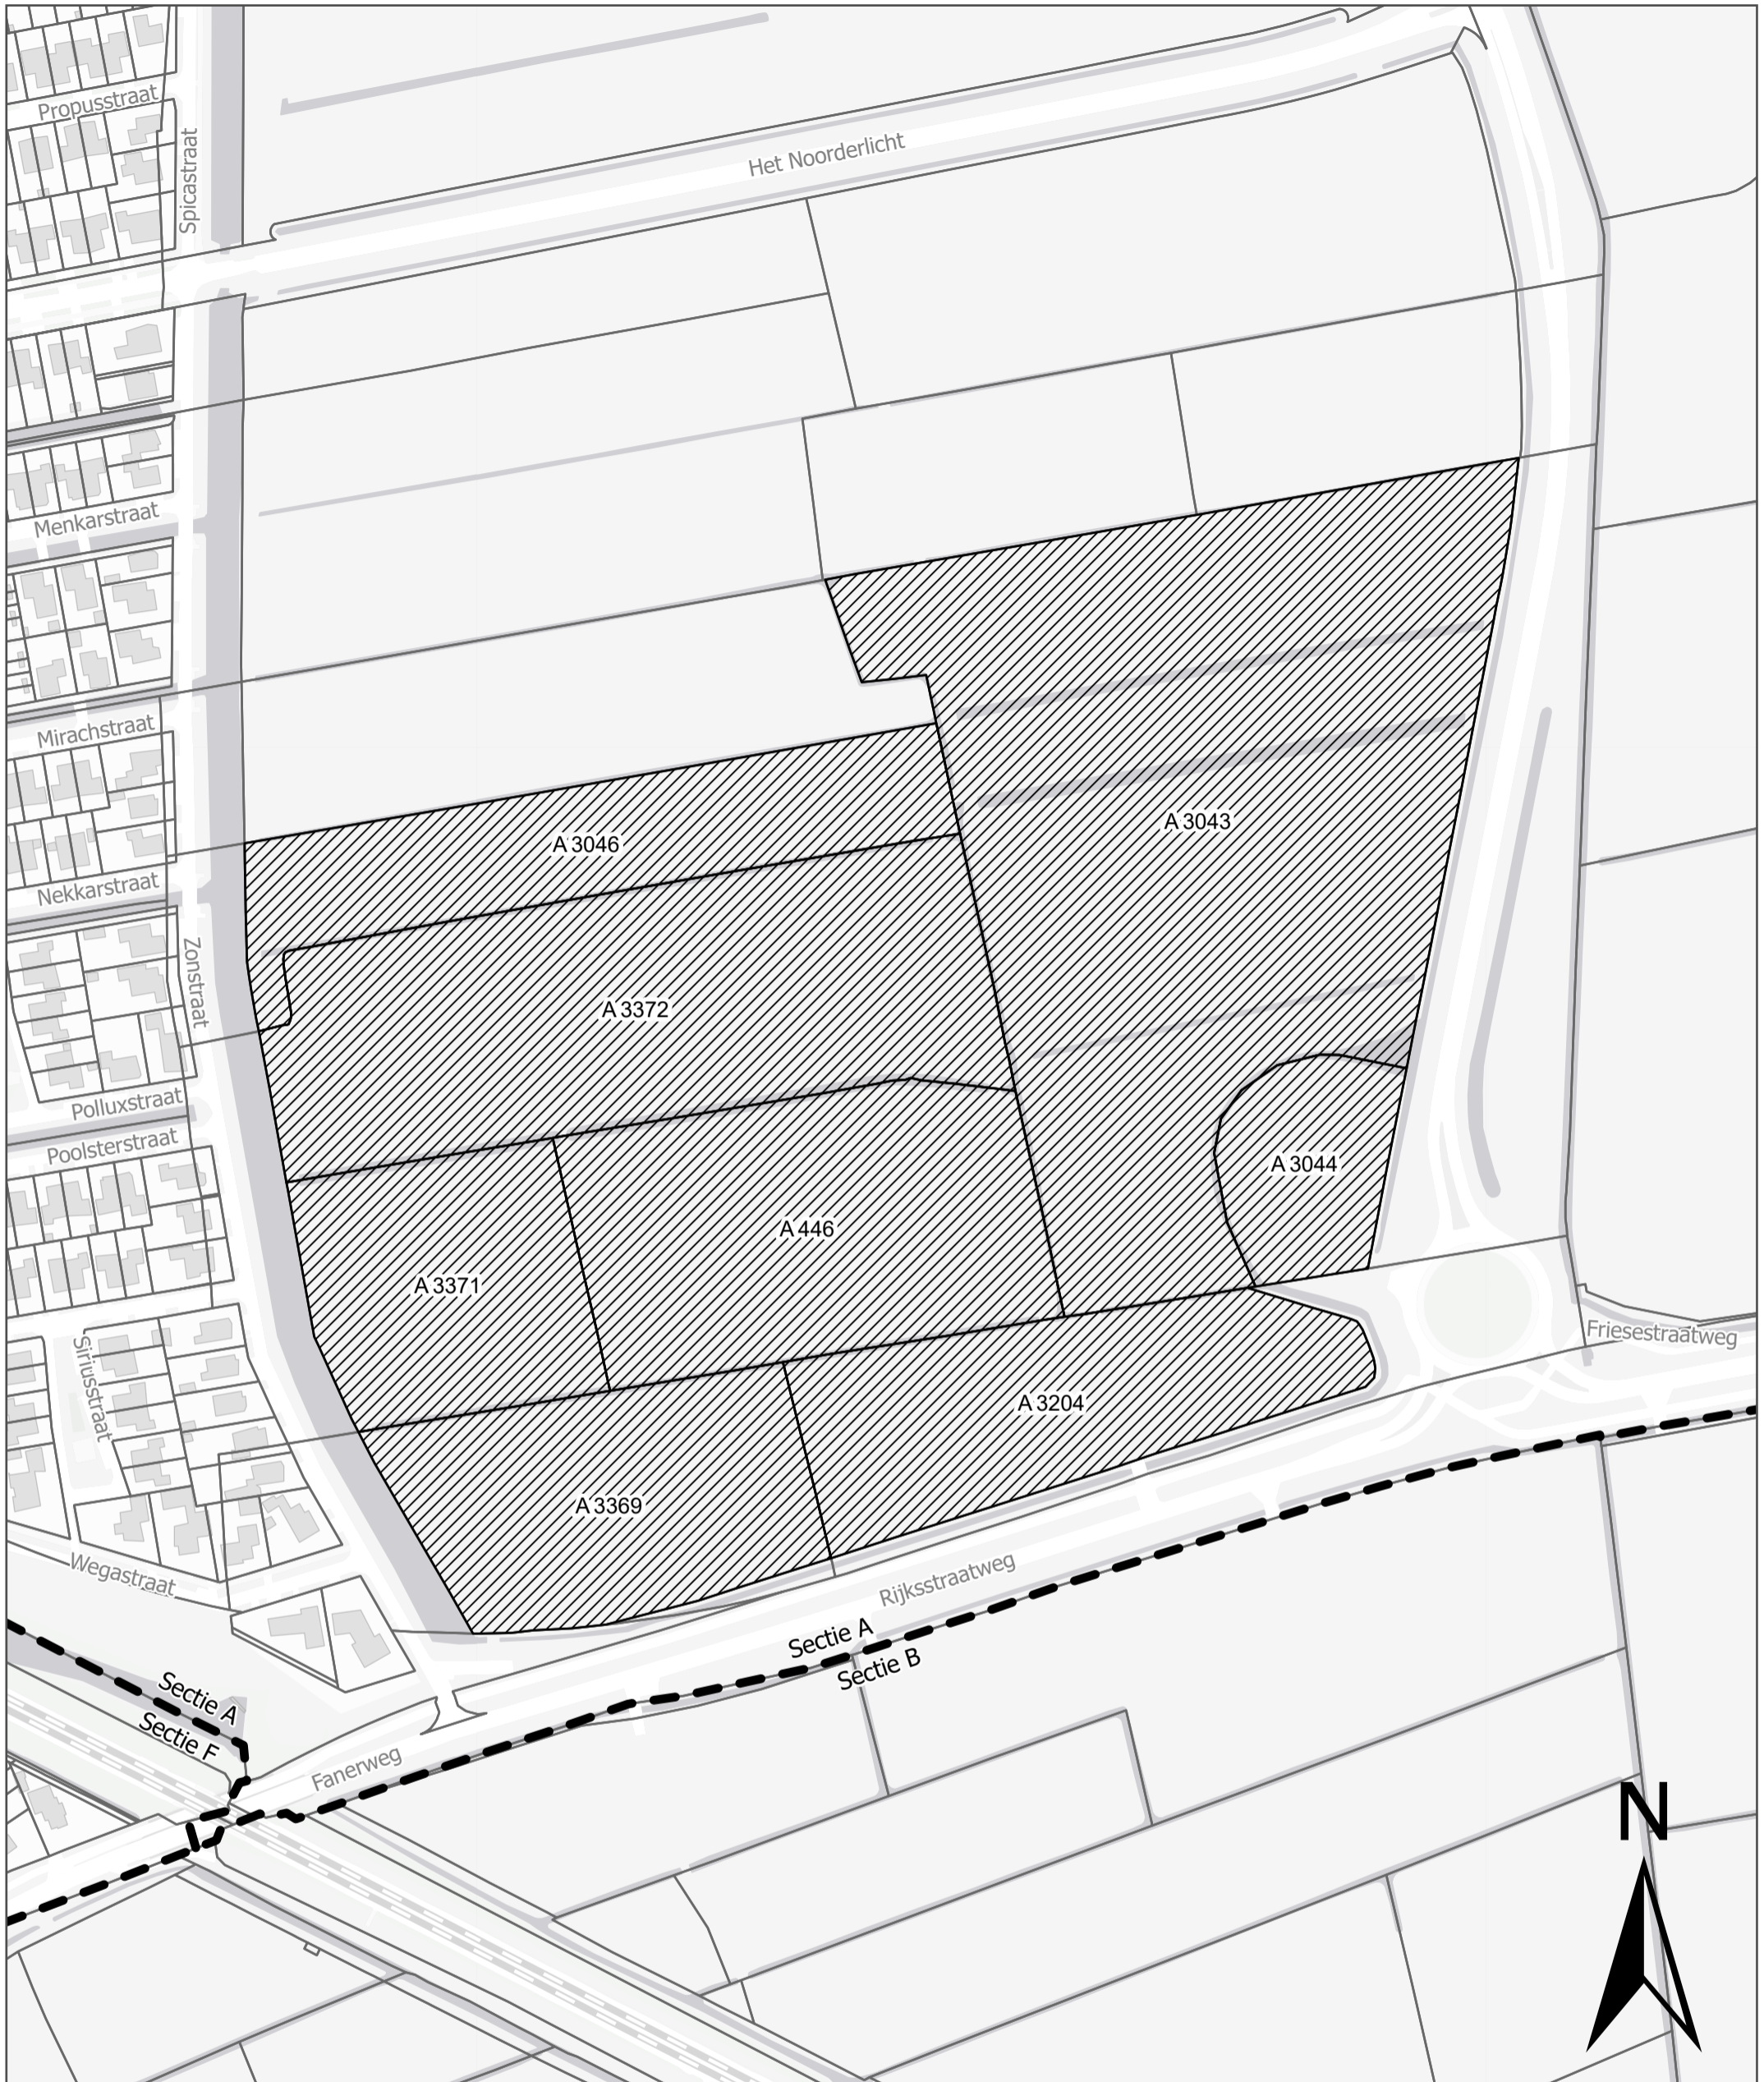 Propusstraat
Spicastraat
Het Noorderlicht
Menkarstraat
Mirachstraat
A 3046
A 3043
Nekkarstraat
Zonstraat
A 3372
Polluxstraat
Poolsterstraat
A 3044
A 446
A 3371
Siriusstraat
Friesestraatweg
A 3204
A 3369
Wegastraat
Rijksstraatweg
Sectie A
Sectie B
Sectie A
Sectie F
Fanerweg
N